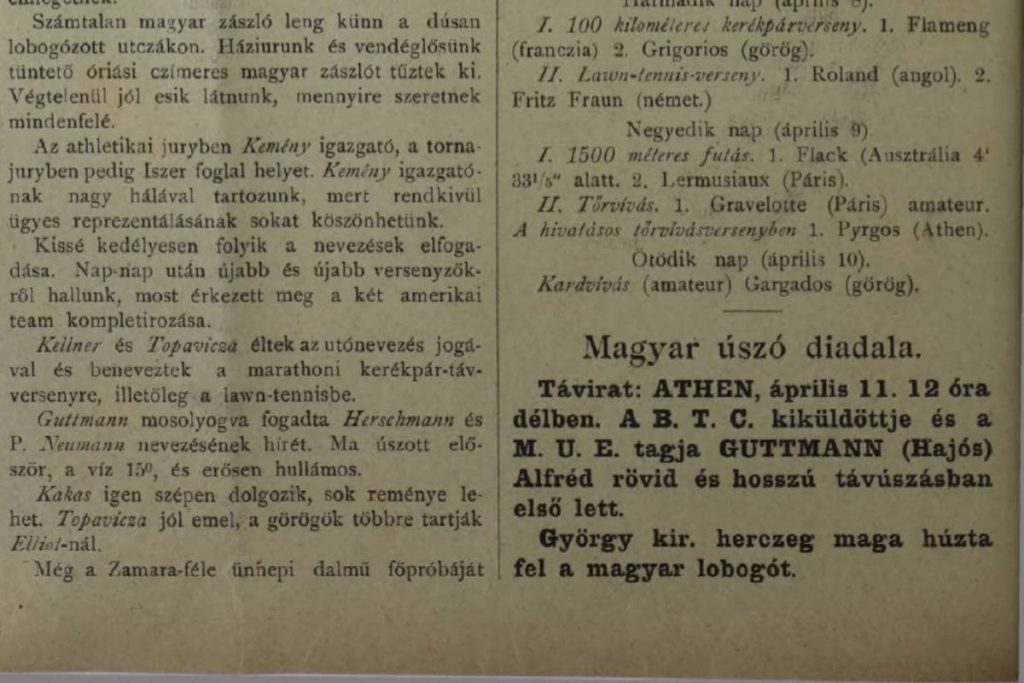 Számtalan magyar zászló leng künn a dúsan
lobogózott utczákon. Háziurunk és vendéglősünk
tüntető óriási czímeres magyar zászlót tűztek ki.
Végtelenül jól esik látnunk, mennyire szeretnek
mindenfelé.
Az athletikai juryben Kemény igazgató, a torna-
juryben pedig Iszer foglal helyet. Kemény igazgató-
nak nagy hálával tartozunk, mert rendkivül
ügyes reprezentálásának sokat köszönhetünk.
Kissé kedélyesen folyik a nevezések elfoga-
dása. Nap-nap után újabb és újabb versenyzők-
ről hallunk, most érkezett meg a két amerikai
team kompletirozása.
Kellner és Topavicza éltek az utónevezés jogá-
val és beneveztek a marathoni kerékpár-táv-
versenyre, illetőleg a lawn-tennisbe.
Guttmann mosolyogva fogadta Herschmann és
P. Neumann nevezésének hírét. Ma úszott elő-
ször, a víz 15⁰, és erősen hullámos.
Kakas igen szépen dolgozik, sok reménye le-
het. Topavicza jól emel, a görögök többre tartják
Elliot-nál.
Még a Zamara-féle ünnepi dalmű főpróbáját
Harmadik nap (április 8).
I. 100 kilométeres kerékpárverseny. 1. Flameng
(franczia) 2. Grigorios (görög).
II. Lawn-tennis-verseny. 1. Roland (angol). 2.
Fritz Fraun (német.)
Negyedik nap (április 9)
I. 1500 méteres futás. 1. Flack (Ausztrália 4'
33¹/₅" alatt. 2. Lermusiaux (Páris).
II. Tőrvívás. 1. Gravelotte (Páris) amateur.
A hivatásos tőrvívásversenyben 1. Pyrgos (Athen).
Ötödik nap (április 10).
Kardvívás (amateur) Gargados (görög).
Magyar úszó diadala.
Távirat: ATHEN, április 11. 12 óra
délben. A B. T. C. kiküldöttje és a
M. U. E. tagja GUTTMANN (Hajós)
Alfréd rövid és hosszú távúszásban
első lett.
György kir. herczeg maga húzta
fel a magyar lobogót.